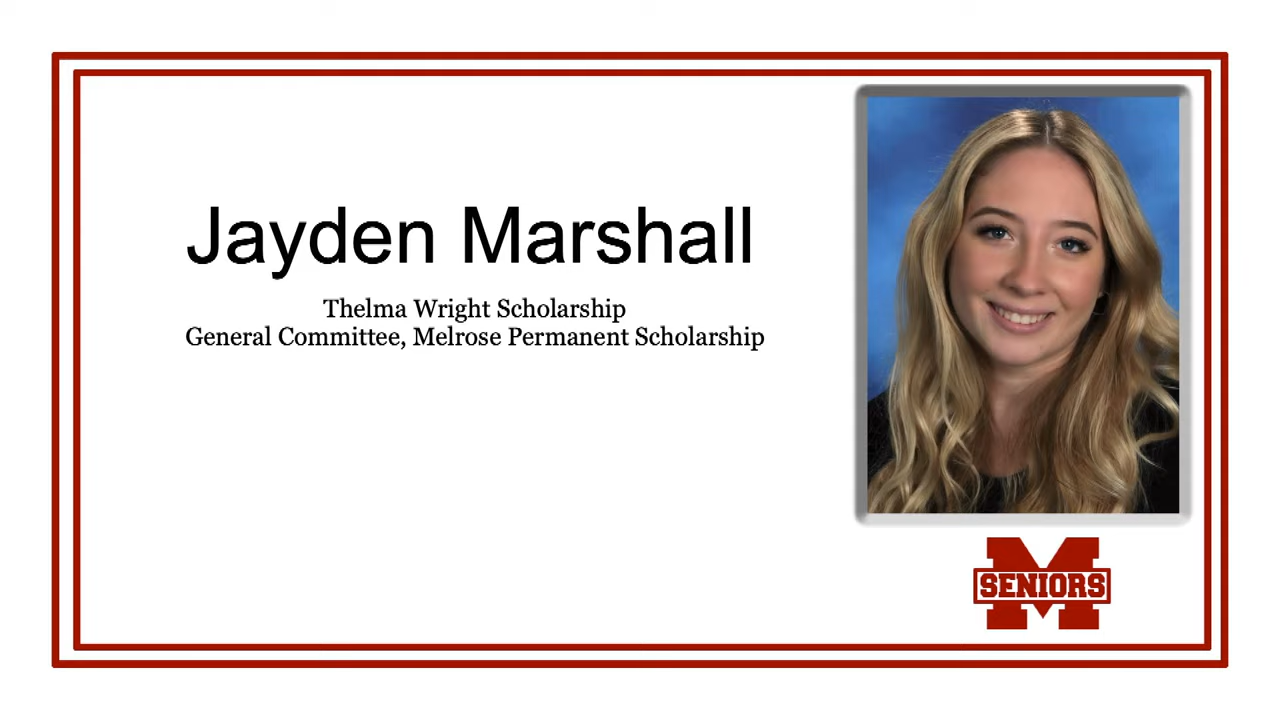 Jayden Marshall
Thelma Wright Scholarship
General Committee, Melrose Permanent Scholarship
M
SENIORS